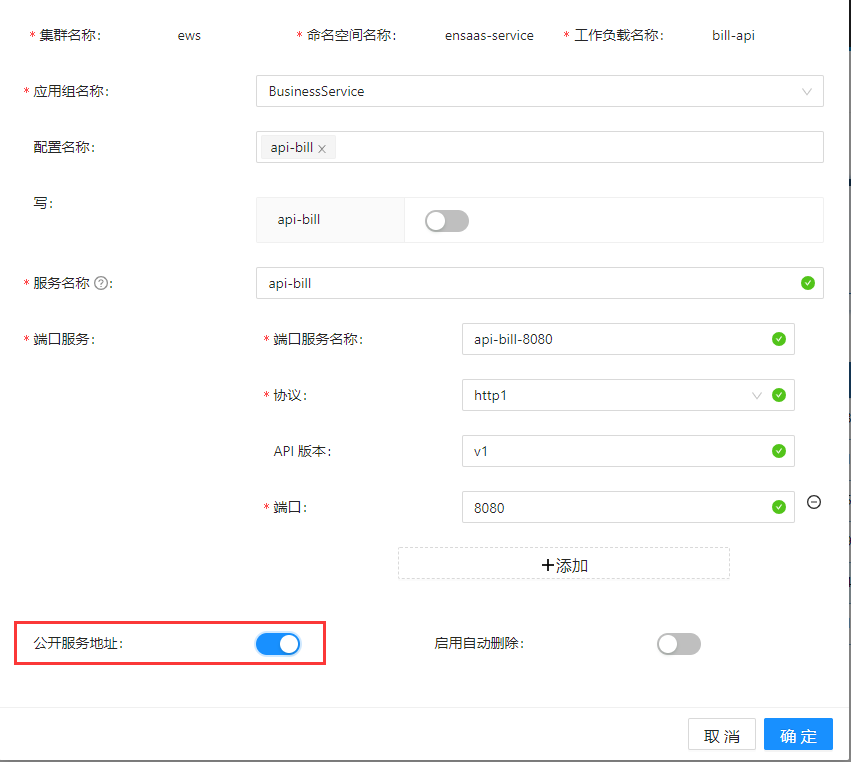 * 集群名称: ews * 命名空间名称: ensaas-service * 工作负载名称: bill-api
* 应用组名称: BusinessService
配置名称: api-bill ×
写: api-bill
* 服务名称 ? : api-bill
* 端口服务: * 端口服务名称: api-bill-8080
* 协议: http1
API 版本: v1
* 端口: 8080
+添加
公开服务地址: 启用自动删除:
取 消 确 定